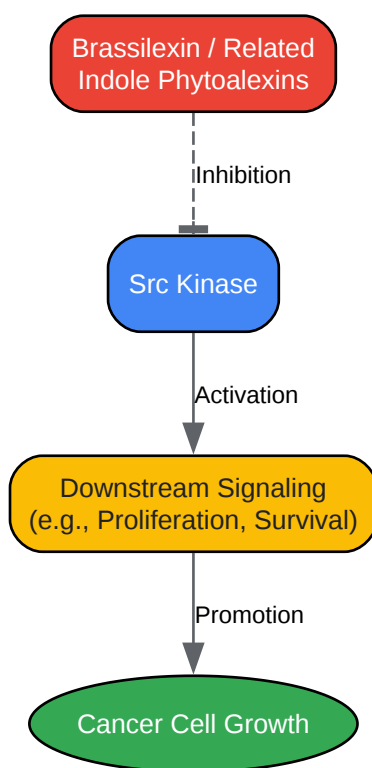 Brassilexin / Related
Indole Phytoalexins
Inhibition
Src Kinase
Activation
Downstream Signaling
(e.g., Proliferation, Survival)
Promotion
Cancer Cell Growth